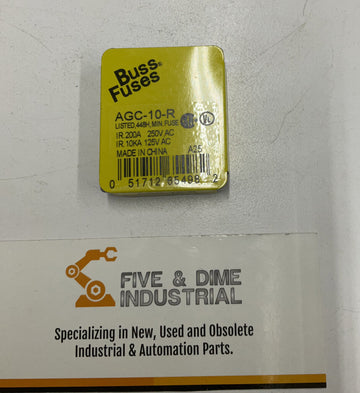 Buss®
Fuses
AGC-10-R
LISTED, 448H, MIN. FUSE
IR.200A 250V AC
IR.10KA 125V AC
MADE IN CHINA A25
0 51712 85498 2
FIVE & DIME
INDUSTRIAL
Specializing in New, Used and Obsolete
Industrial & Automation Parts.